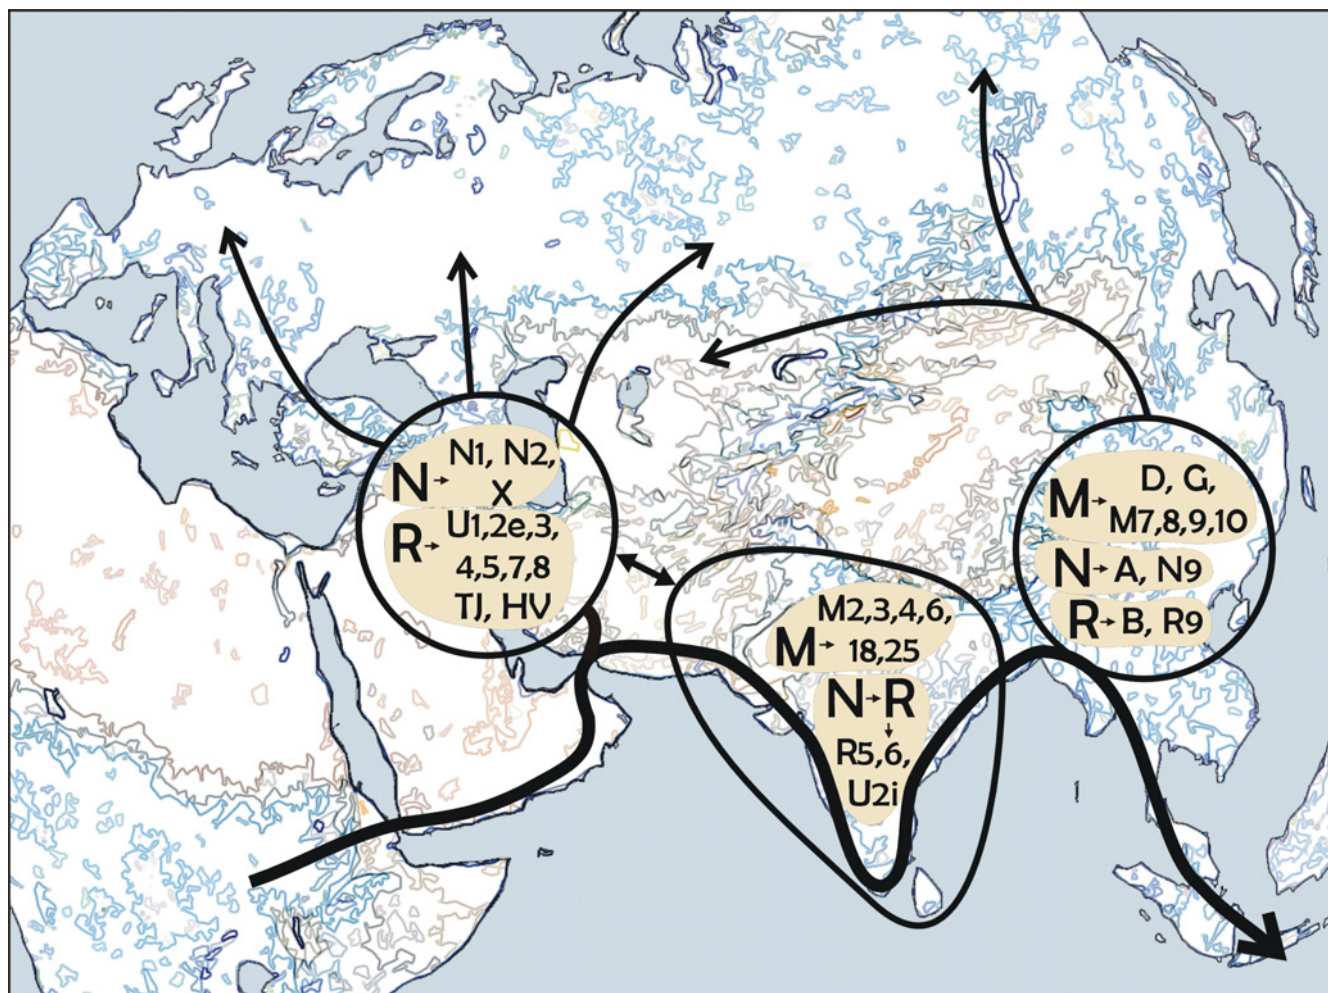 N→ N1, N2,
X
R→ U1,2e,3,
4,5,7,8
TJ, HV
M2,3,4,6,
M→ 18,25
N→R
↓
R5,6,
U2i
D, G,
M→ M7,8,9,10
N→A, N9
R→B, R9